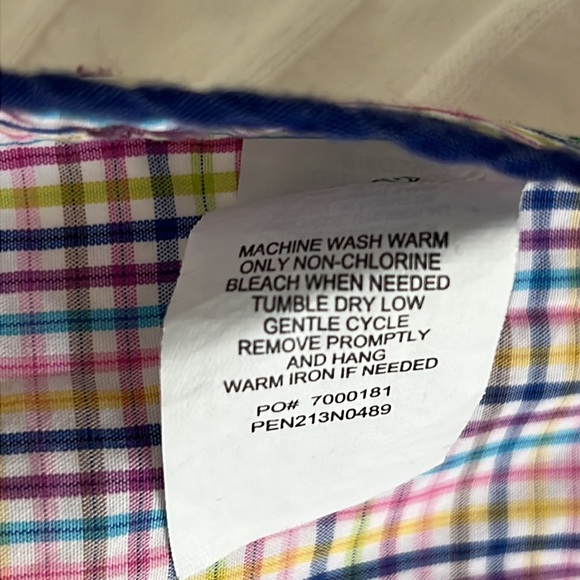 MACHINE WASH WARM
ONLY NON-CHLORINE
BLEACH WHEN NEEDED
TUMBLE DRY LOW
GENTLE CYCLE
REMOVE PROMPTLY
AND HANG
WARM IRON IF NEEDED
PO# 7000181
PEN213N0489